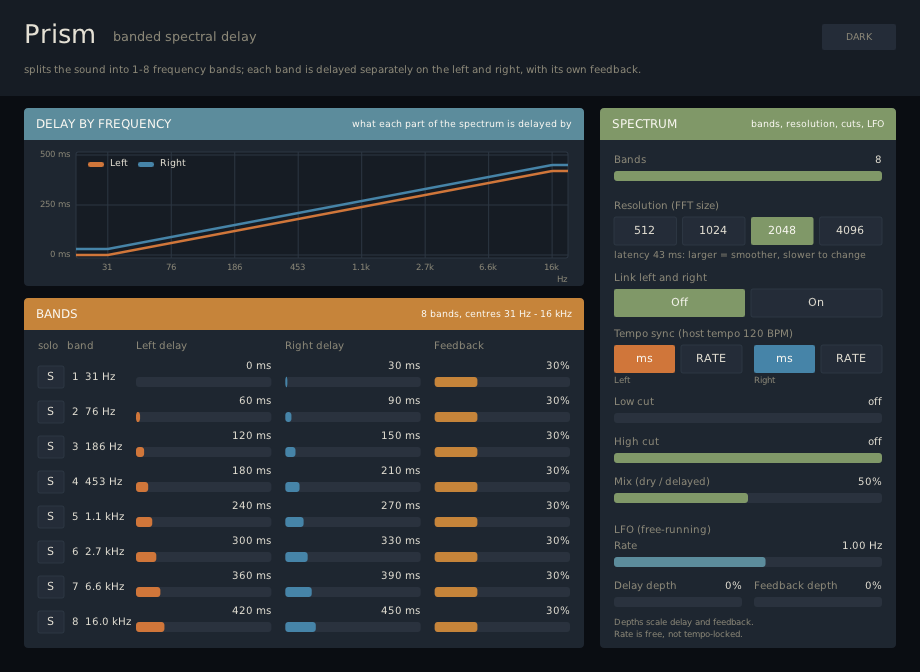 Prism banded spectral delay
DARK
splits the sound into 1-8 frequency bands; each band is delayed separately on the left and right, with its own feedback.
DELAY BY FREQUENCY what each part of the spectrum is delayed by
500 ms
Left Right
250 ms
0 ms
31 76 186 453 1.1k 2.7k 6.6k 16k
Hz
BANDS 8 bands, centres 31 Hz - 16 kHz
solo band Left delay Right delay Feedback
S 1 31 Hz 0 ms 30 ms 30%
S 2 76 Hz 60 ms 90 ms 30%
S 3 186 Hz 120 ms 150 ms 30%
S 4 453 Hz 180 ms 210 ms 30%
S 5 1.1 kHz 240 ms 270 ms 30%
S 6 2.7 kHz 300 ms 330 ms 30%
S 7 6.6 kHz 360 ms 390 ms 30%
S 8 16.0 kHz 420 ms 450 ms 30%
SPECTRUM bands, resolution, cuts, LFO
Bands 8
Resolution (FFT size)
512 1024 2048 4096
latency 43 ms: larger = smoother, slower to change
Link left and right
Off On
Tempo sync (host tempo 120 BPM)
ms RATE ms RATE
Left Right
Low cut off
High cut off
Mix (dry / delayed) 50%
LFO (free-running)
Rate 1.00 Hz
Delay depth 0% Feedback depth 0%
Depths scale delay and feedback.
Rate is free, not tempo-locked.